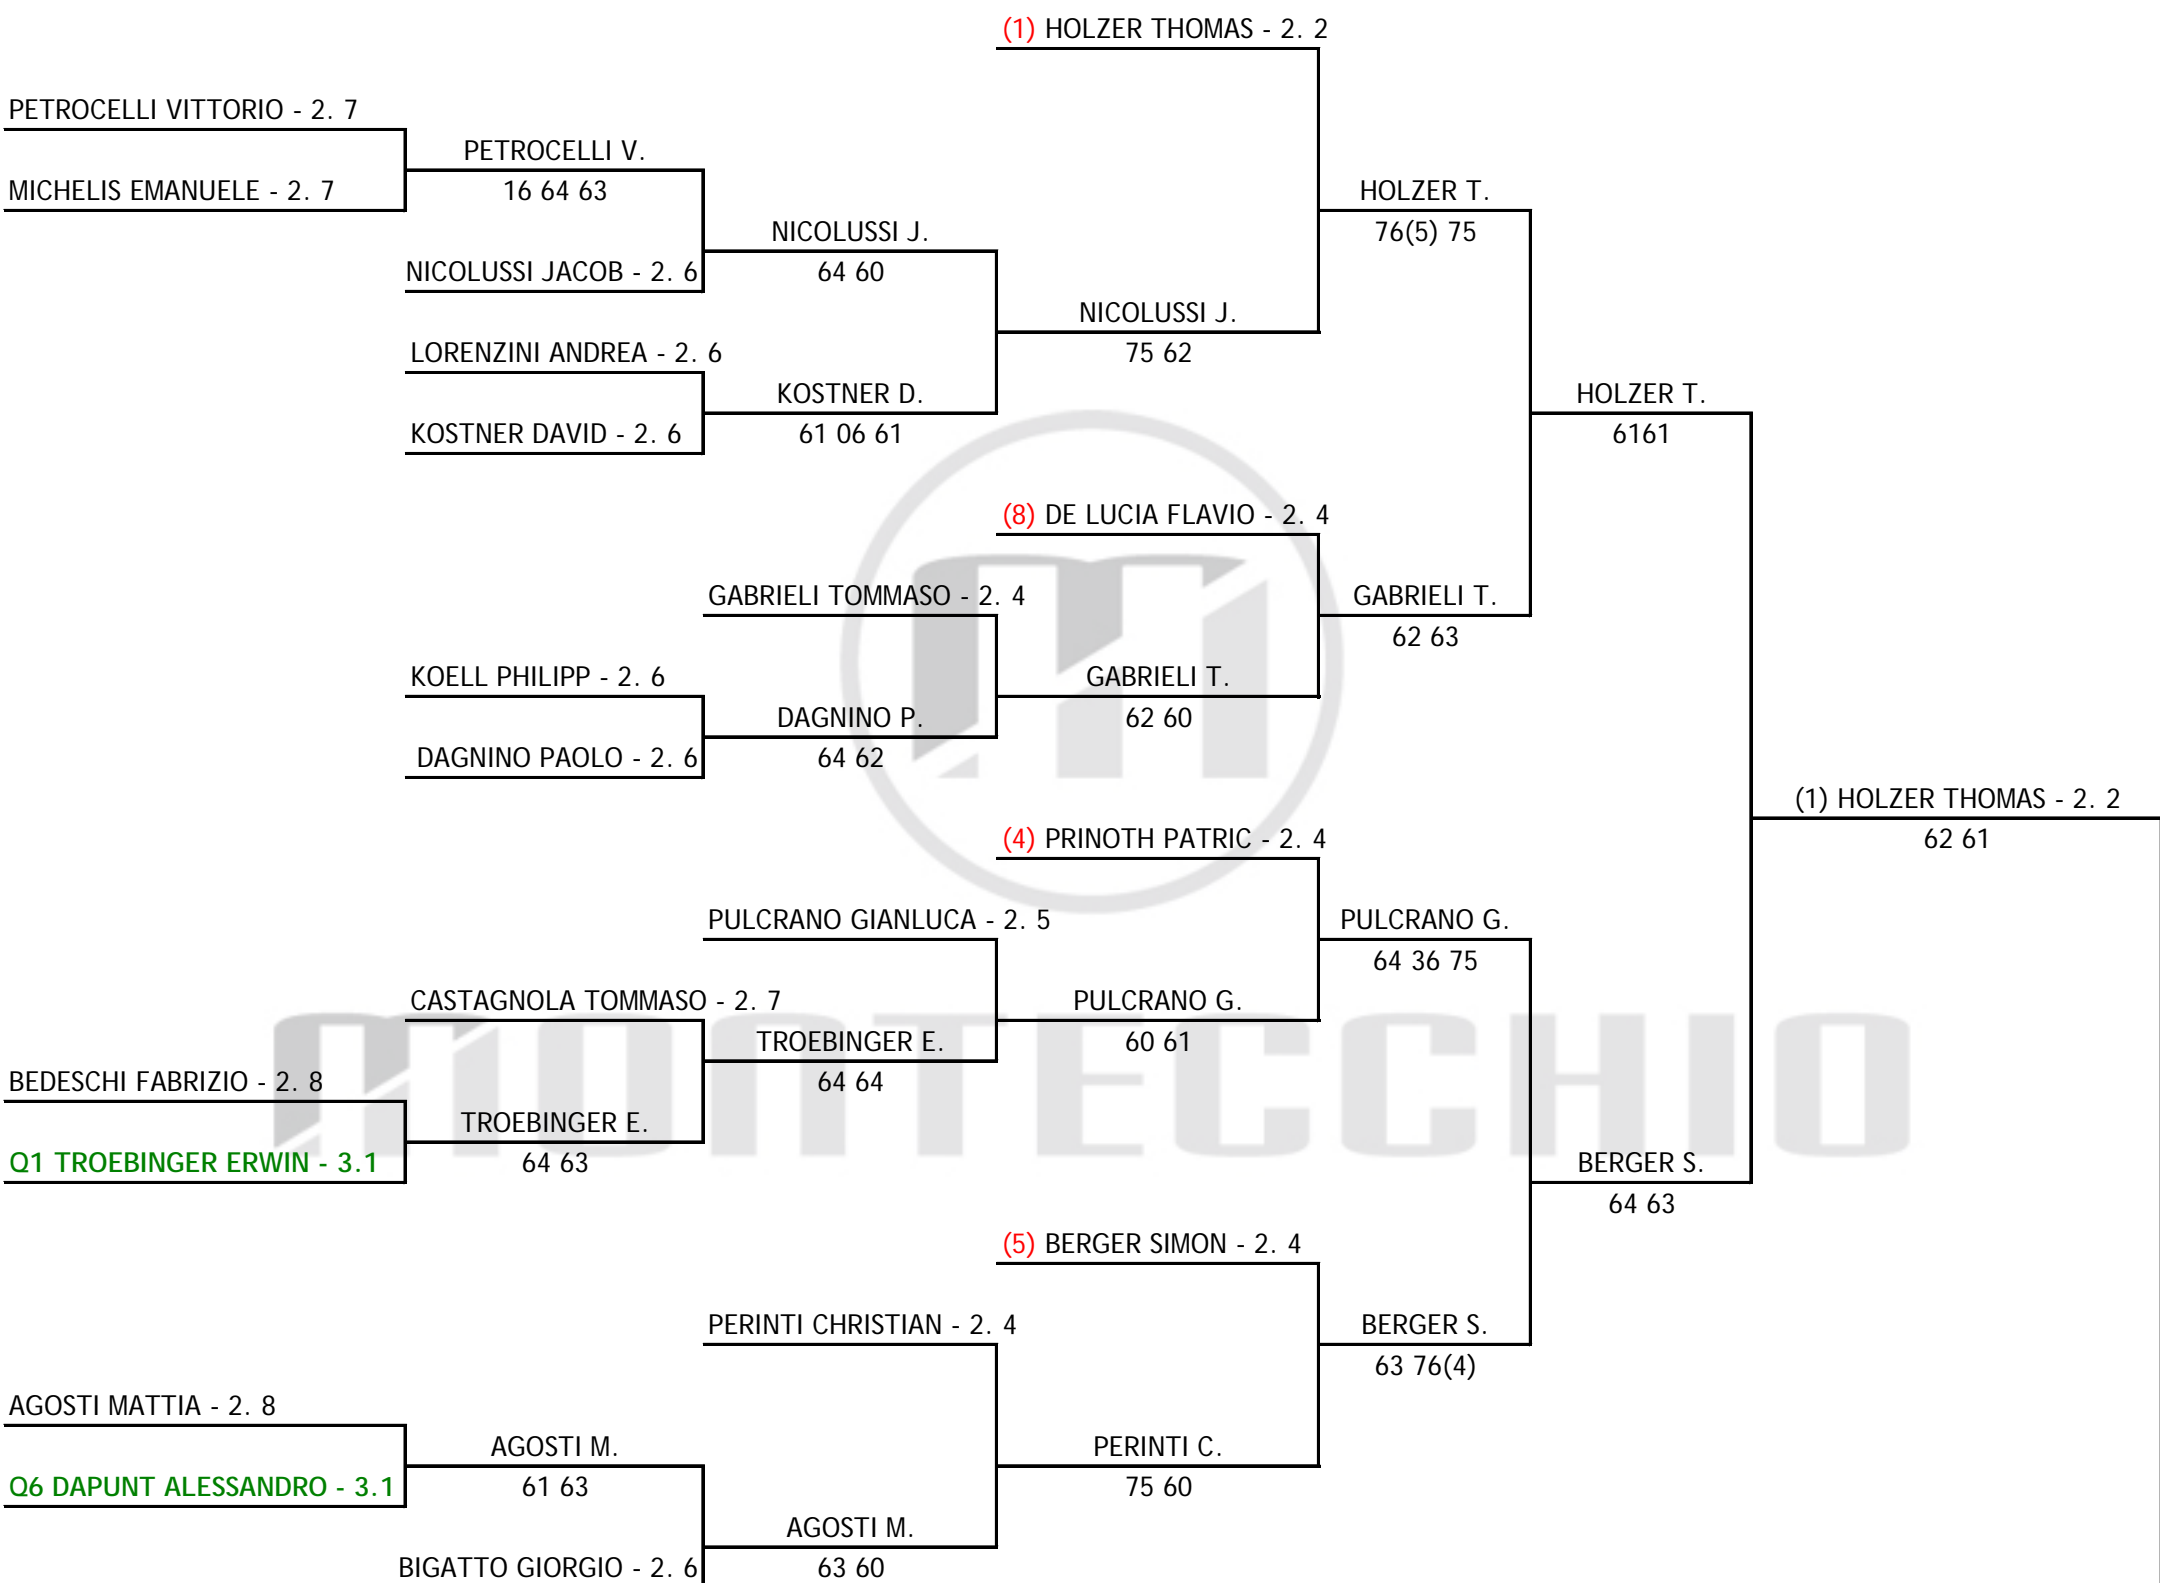 (1) HOLZER THOMAS - 2. 2
PETROCELLI VITTORIO - 2. 7
PETROCELLI V.
MICHELIS EMANUELE - 2. 7
16 64 63
HOLZER T.
NICOLUSSI J.
76(5) 75
NICOLUSSI JACOB - 2. 6
64 60
NICOLUSSI J.
LORENZINI ANDREA - 2. 6
75 62
KOSTNER D.
HOLZER T.
KOSTNER DAVID - 2. 6
61 06 61
6161
(8) DE LUCIA FLAVIO - 2. 4
GABRIELI TOMMASO - 2. 4
GABRIELI T.
62 63
KOELL PHILIPP - 2. 6
GABRIELI T.
DAGNINO P.
62 60
DAGNINO PAOLO - 2. 6
64 62
(1) HOLZER THOMAS - 2. 2
(4) PRINOTH PATRIC - 2. 4
62 61
PULCRANO GIANLUCA - 2. 5
PULCRANO G.
64 36 75
CASTAGNOLA TOMMASO - 2. 7
PULCRANO G.
TROEBINGER E.
60 61
BEDESCHI FABRIZIO - 2. 8
64 64
MONTECCHIO
TROEBINGER E.
Q1 TROEBINGER ERWIN - 3.1
64 63
BERGER S.
64 63
(5) BERGER SIMON - 2. 4
PERINTI CHRISTIAN - 2. 4
BERGER S.
63 76(4)
AGOSTI MATTIA - 2. 8
AGOSTI M.
PERINTI C.
Q6 DAPUNT ALESSANDRO - 3.1
61 63
75 60
AGOSTI M.
BIGATTO GIORGIO - 2. 6
63 60